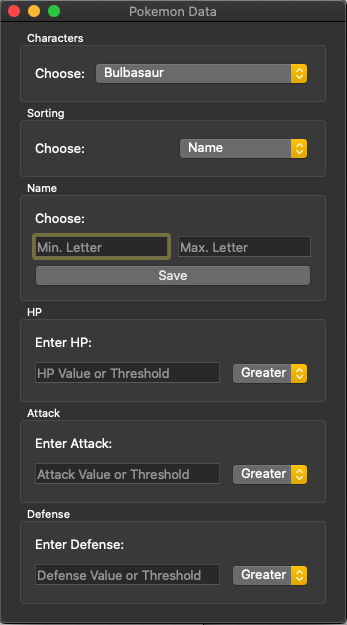 Pokemon Data
Characters
Choose: Bulbasaur
Sorting
Choose: Name
Name
Choose:
Min. Letter Max. Letter
Save
HP
Enter HP:
HP Value or Threshold Greater
Attack
Enter Attack:
Attack Value or Threshold Greater
Defense
Enter Defense:
Defense Value or Threshold Greater